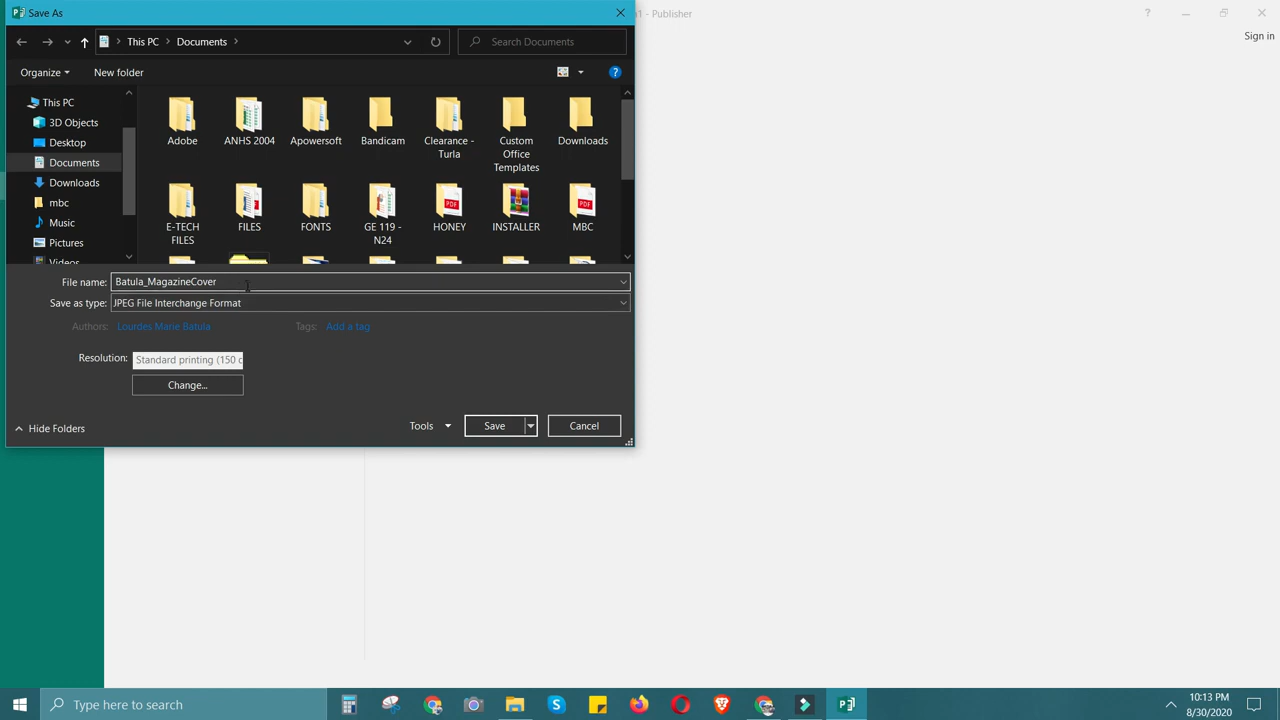 Save As
n1 - Publisher
Sign in
This PC
Documents
Search Documents
Organize
New folder
This PC
3D Objects
Desktop
Documents
Downloads
mbc
Music
Pictures
Videos
Adobe
ANHS 2004
Apowersoft
Bandicam
Clearance -
Turla
Custom
Office
Templates
Downloads
E-TECH
FILES
FILES
FONTS
GE 119 -
N24
HONEY
INSTALLER
MBC
File name: Batula_MagazineCover
Save as type: JPEG File Interchange Format
Authors: Lourdes Marie Batula
Tags: Add a tag
Resolution: Standard printing (150 d
Change...
Hide Folders
Tools
Save
Cancel
Type here to search
10:13 PM
8/30/2020